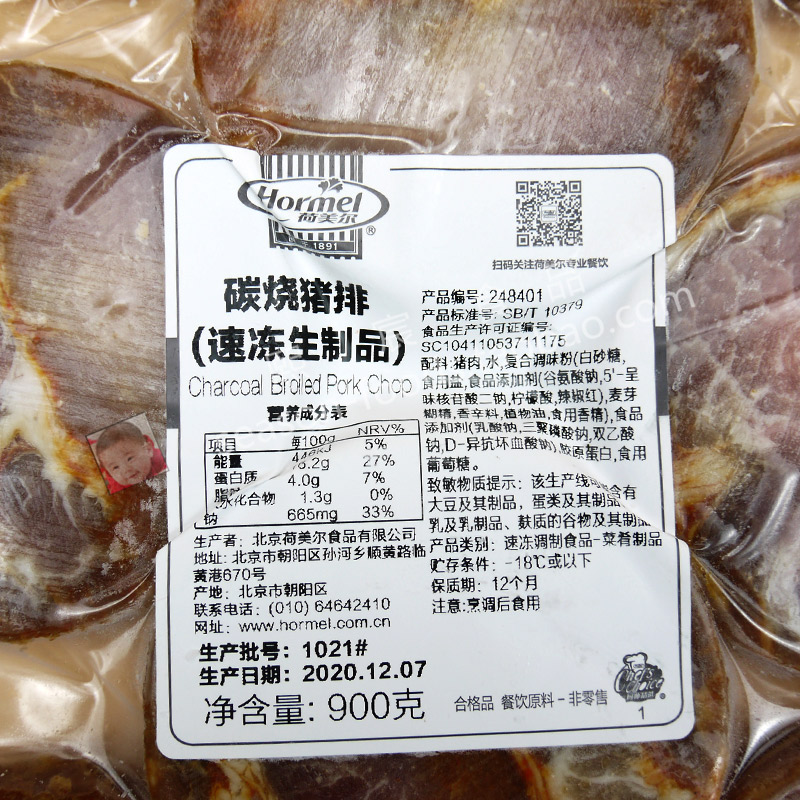 Hormel
荷美尔
®
1891
扫码关注荷美尔专业餐饮
碳烧猪排
(速冻生制品)
Charcoal Broiled Pork Chop
营养成分表
项目 每100g NRV%
能量 5%
蛋白质 27%
4.0g 7%
水化合物 1.3g 0%
钠 665mg 33%
生产者: 北京荷美尔食品有限公司
地址: 北京市朝阳区孙河乡顺黄路临
黄港670号
产地: 北京市朝阳区
联系电话: (010) 64642410
网址: www.hormel.com.cn
生产批号: 1021#
生产日期: 2020.12.07
净含量: 900克
产品编号: 248401
产品标准号: SB/T 10379
食品生产许可证编号:
SC10411053711175
配料:猪肉,水,复合调味粉(白砂糖,
食用盐,食品添加剂(谷氨酸钠,5'-呈
味核苷酸二钠,柠檬酸,辣椒红),麦芽
糊精,香辛料,植物油,食用香精),食品
添加剂(乳酸钠,三聚磷酸钠,双乙酸
钠,D-异抗坏血酸钠),胶原蛋白,食用
葡萄糖。
致敏物质提示: 该生产线可能含有
大豆及其制品, 蛋类及其制品
乳及乳制品、麸质的谷物及其制品
产品类别: 速冻调制食品-菜肴制品
贮存条件: -18℃或以下
保质期: 12个月
注意:烹调后食用
合格品 餐饮原料-非零售
Chef's
Choice
®
1